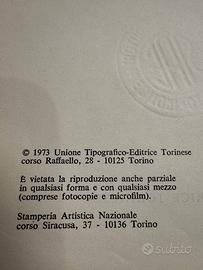 © 1973 Unione Tipografico-Editrice Torinese
corso Raffaello, 28 - 10125 Torino
È vietata la riproduzione anche parziale
in qualsiasi forma e con qualsiasi mezzo
(comprese fotocopie e microfilm).
Stamperia Artistica Nazionale
corso Siracusa, 37 - 10136 Torino
subito